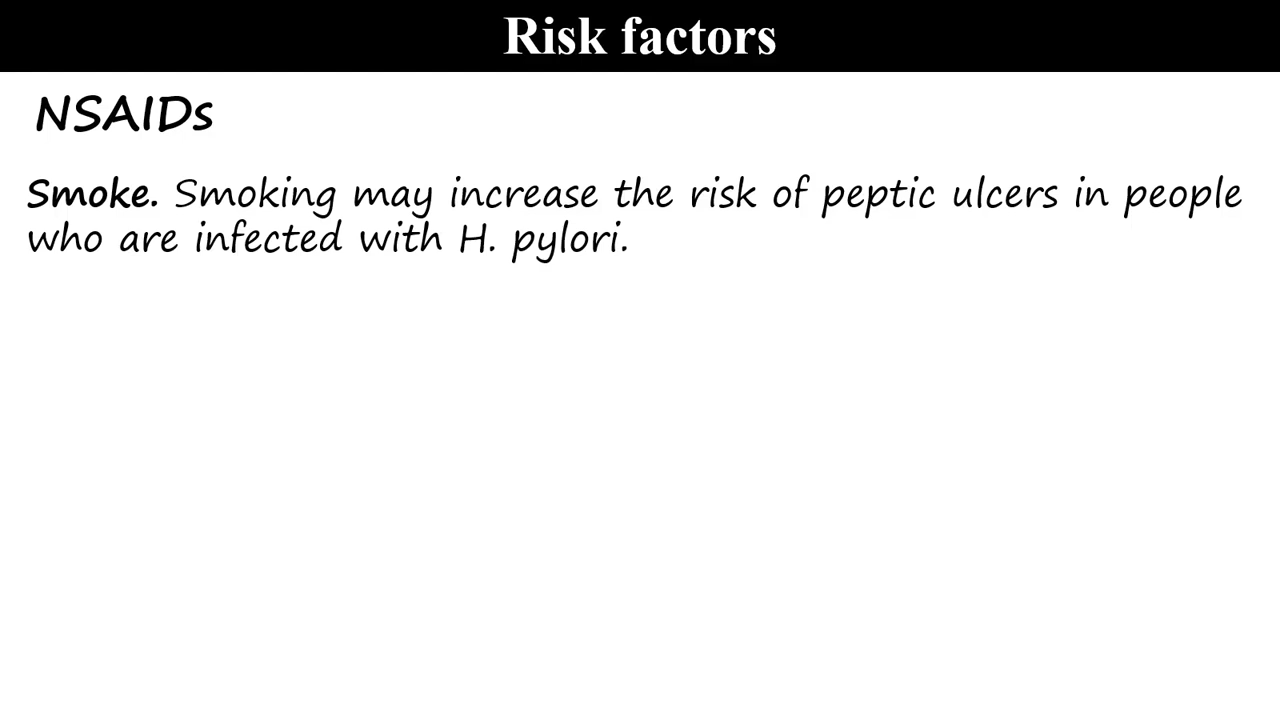 Risk factors
NSAIDs
Smoke. Smoking may increase the risk of peptic ulcers in people
who are infected with H. pylori.